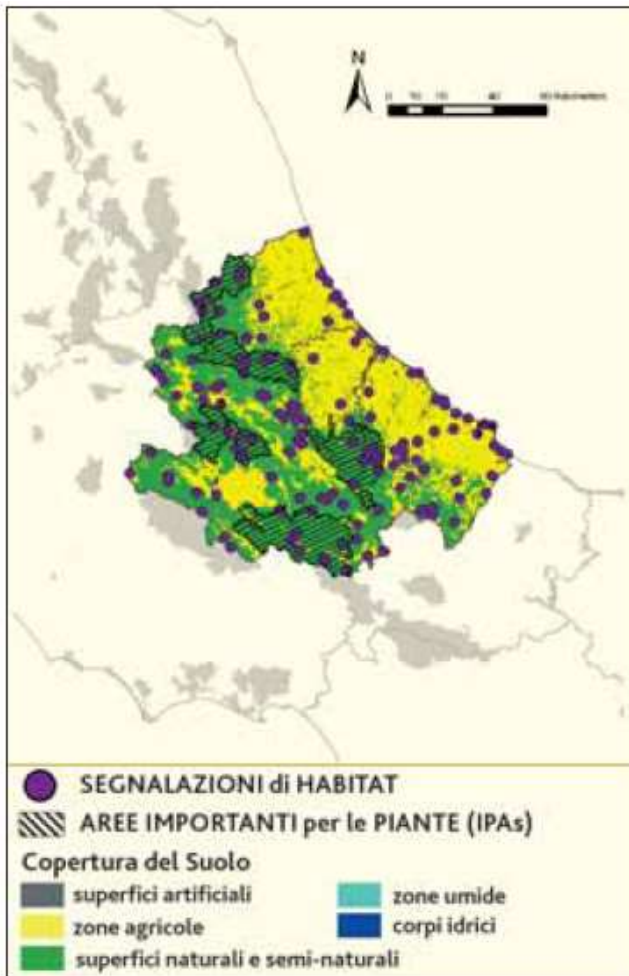 N
SEGNALAZIONI di HABITAT
AREE IMPORTANTI per le PIANTE (IPAs)
Copertura del Suolo
superfici artificiali
zone umide
zone agricole
corpi idrici
superfici naturali e semi-naturali